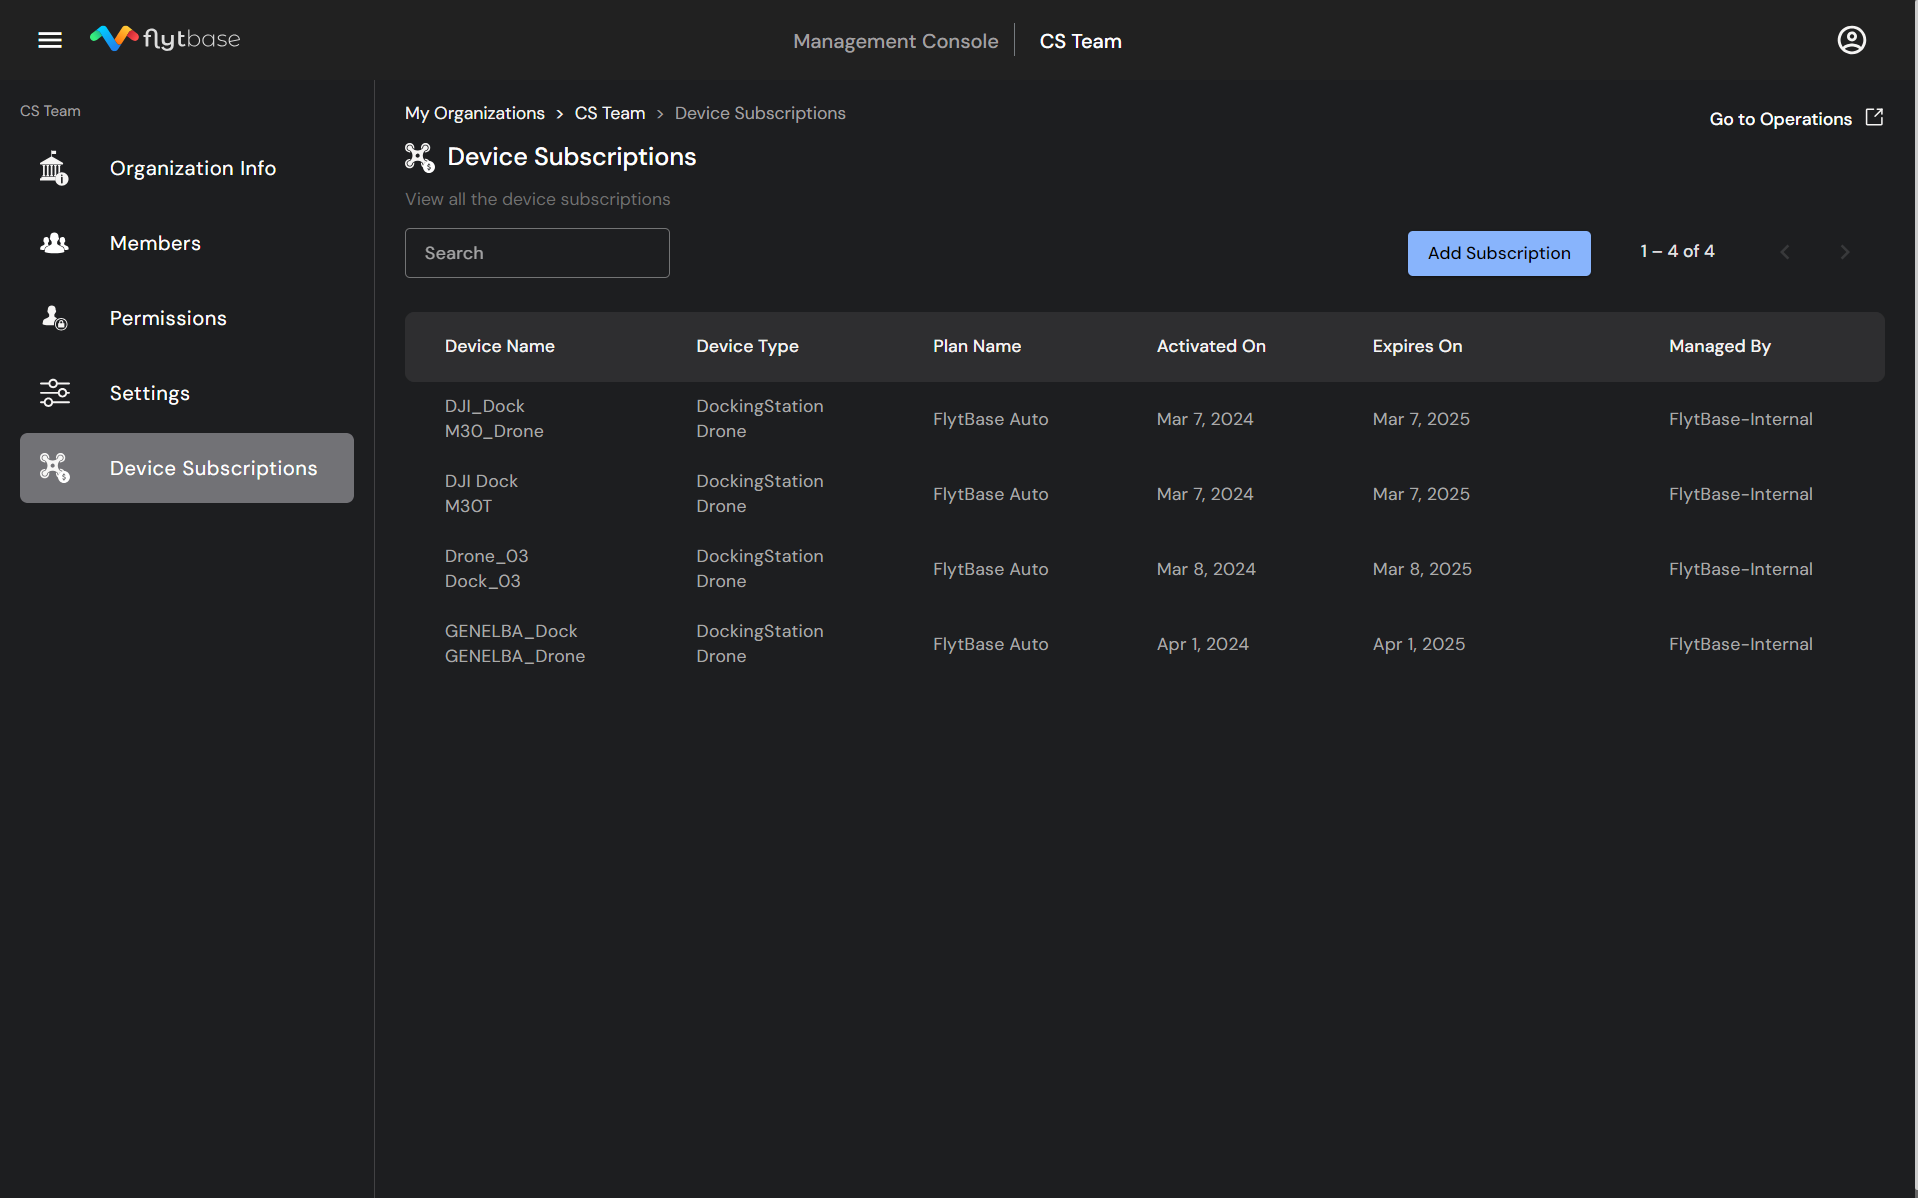 flytbase
Management Console
CS Team
CS Team
Organization Info
Members
Permissions
Settings
Device Subscriptions
My Organizations > CS Team > Device Subscriptions
Go to Operations
Device Subscriptions
View all the device subscriptions
Search
Add Subscription
1 – 4 of 4
Device Name Device Type Plan Name Activated On Expires On Managed By
DJI_Dock DockingStation
M30_Drone Drone
FlytBase Auto Mar 7, 2024 Mar 7, 2025 FlytBase-Internal
DJI Dock DockingStation
M30T Drone
FlytBase Auto Mar 7, 2024 Mar 7, 2025 FlytBase-Internal
Drone_03 DockingStation
Dock_03 Drone
FlytBase Auto Mar 8, 2024 Mar 8, 2025 FlytBase-Internal
GENELBA_Dock DockingStation
GENELBA_Drone Drone
FlytBase Auto Apr 1, 2024 Apr 1, 2025 FlytBase-Internal